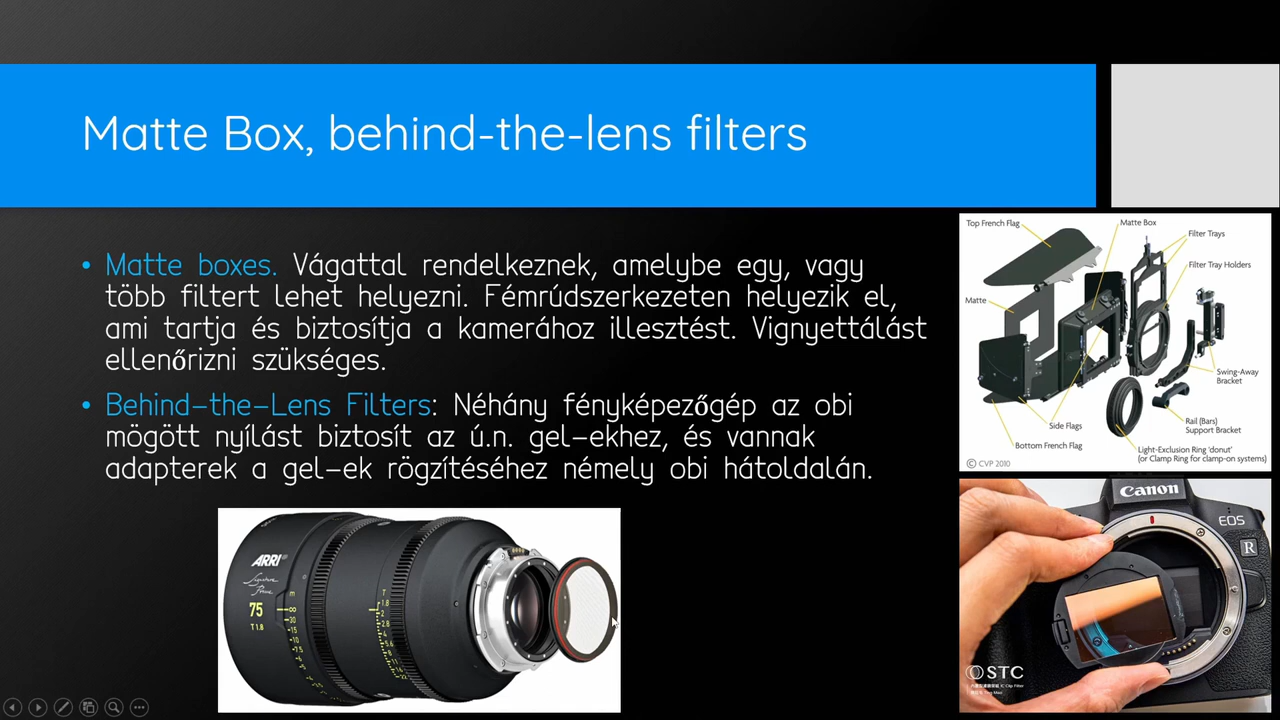 Matte Box, behind-the-lens filters
• Matte boxes. Vágattal rendelkeznek, amelybe egy, vagy
több filtert lehet helyezni. Fémrúdszerkezeten helyezik el,
ami tartja és biztosítja a kamerához illesztést. Vignyettálást
ellenőrizni szükséges.
• Behind-the-Lens Filters: Néhány fényképezőgép az obi
mögött nyílást biztosít az ú.n. gel-ekhez, és vannak
adapterek a gel-ek rögzítéséhez némely obi hátoldalán.
Top French Flag
Matte Box
Filter Trays
Filter Tray Holders
Matte
Swing-Away
Bracket
Side Flags
Rail (Bars)
Support Bracket
Bottom French Flag
Light-Exclusion Ring 'donut'
(or Clamp Ring for clamp-on systems)
© CVP 2010
ARRI
Signature
Prime
75
T 1.8
Canon
EOS
R
STC